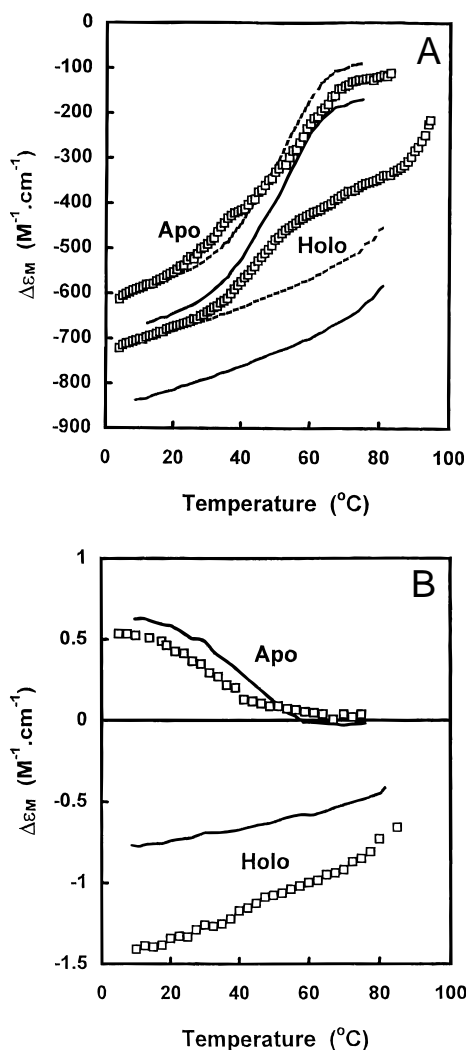 A
0
-100
-200
-300
-400
-500
-600
-700
-800
-900
ΔεM (M-1.cm-1)
Apo
Holo
0 20 40 60 80 100
Temperature (oC)
B
1
0.5
0
-0.5
-1
-1.5
ΔεM (M-1.cm-1)
Apo
Holo
0 20 40 60 80 100
Temperature (oC)